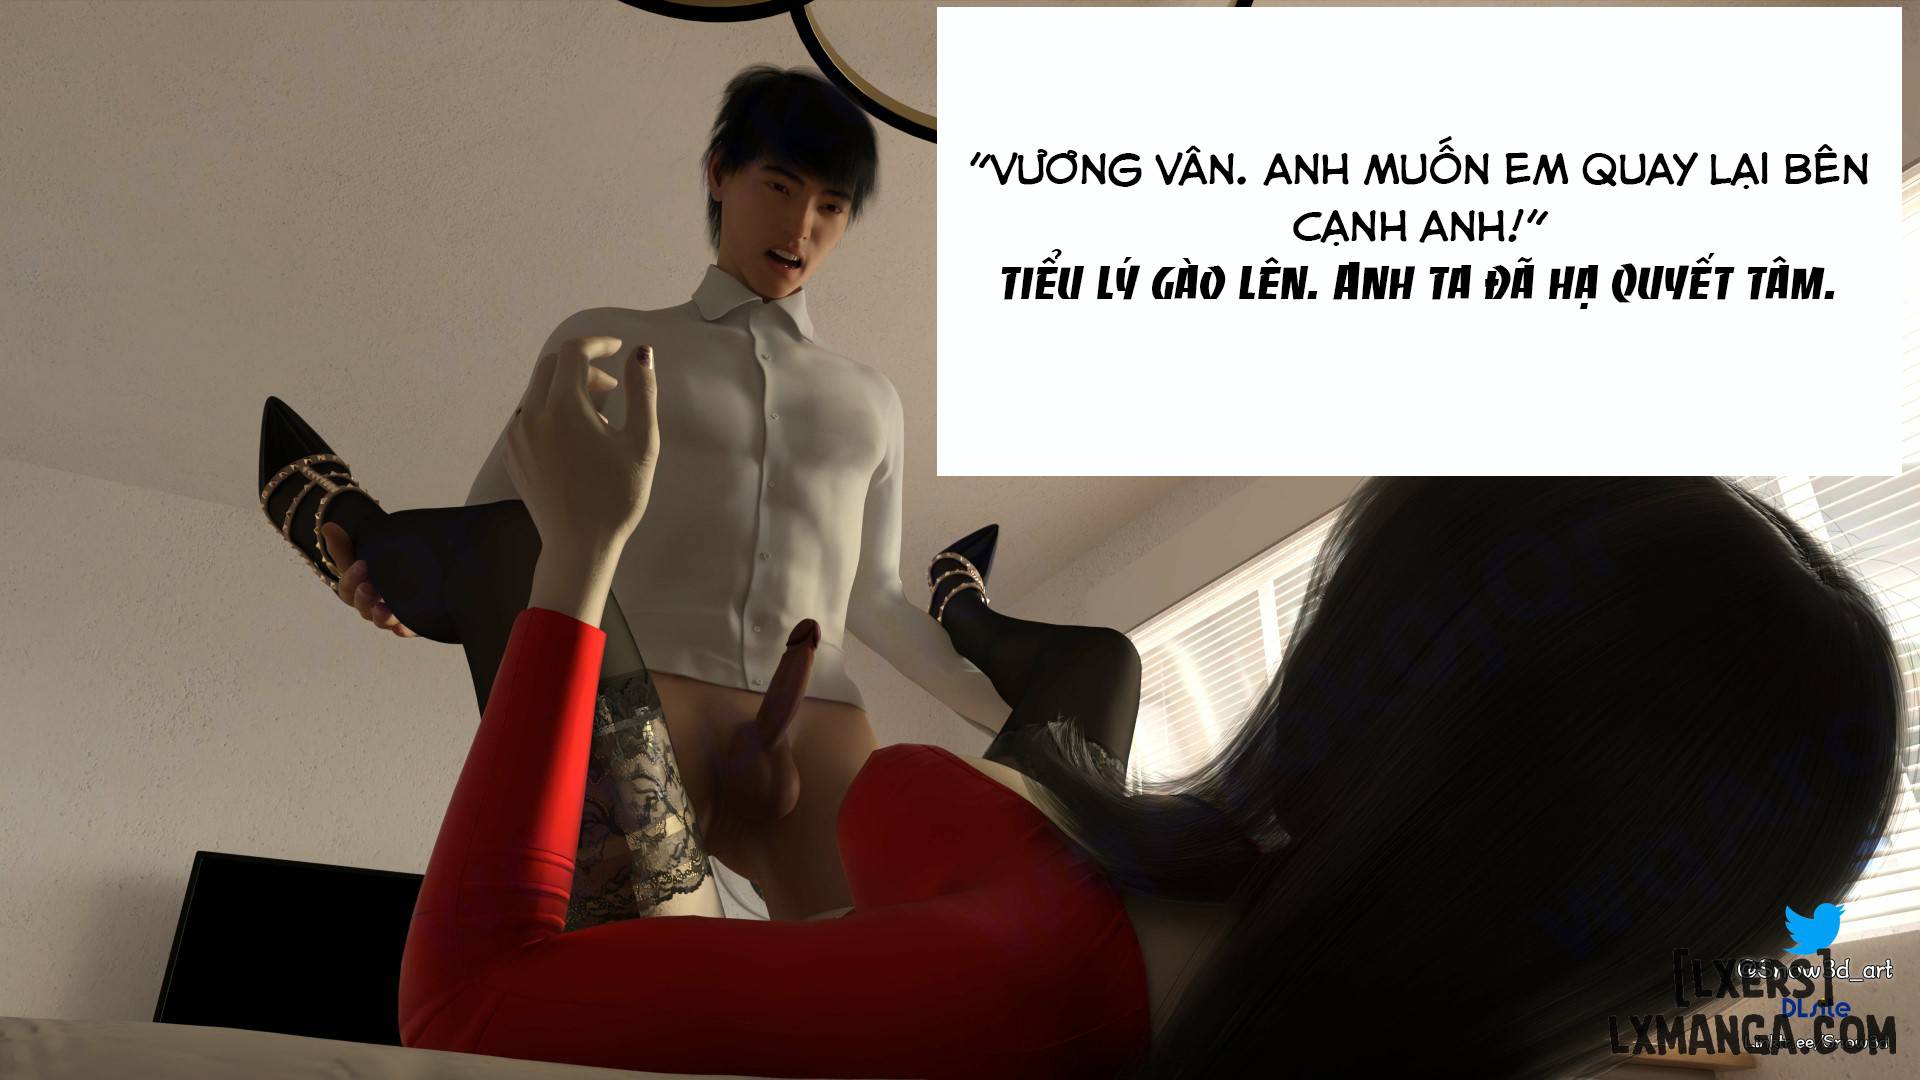 "VƯƠNG VÂN. ANH MUỐN EM QUAY LẠI BÊN
CẠNH ANH!"
TIỂU LÝ GÀO LÊN. ANH TA ĐÃ HẠ QUYẾT TÂM.
@Snow3d_art
[LXERS]
DLsite
LXMANGA.COM